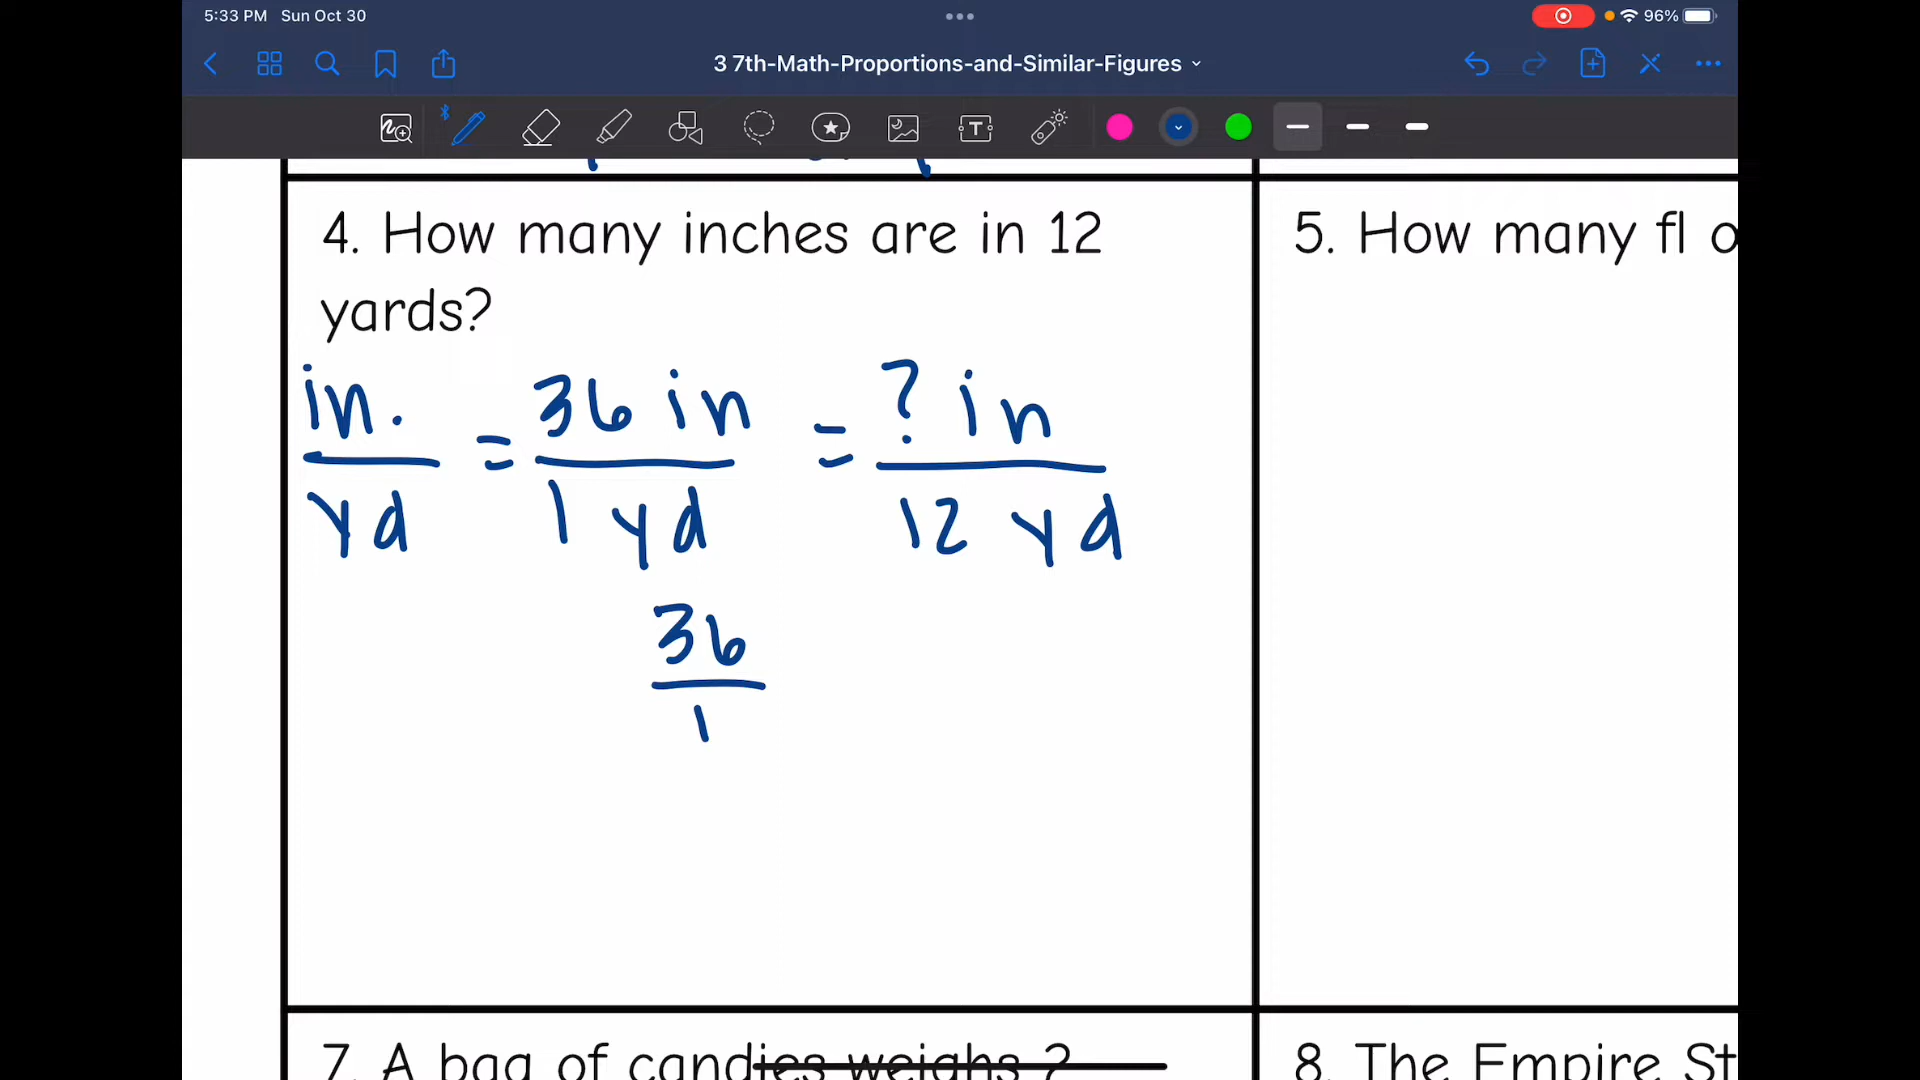 5:33 PM Sun Oct 30
96%
3 7th-Math-Proportions-and-Similar-Figures
4. How many inches are in 12
yards?
in. = 36 in = ? in
yd 1 yd 12 yd
36
1
5. How many fl
7. A bag of candies weighs ?
8. The Empire